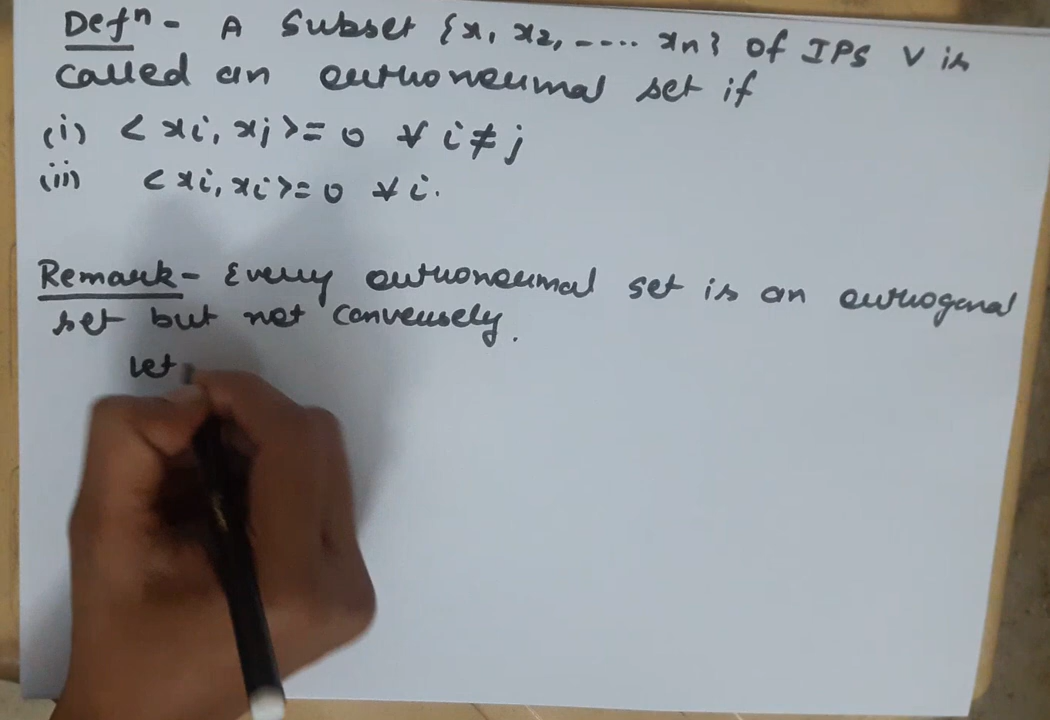 Defⁿ - A Subset {x₁, x₂, ----- xₙ} of IPS V is
called an orthonormal set if
(i) < xi, xj > = 0 ∀ i ≠ j
(ii) < xi, xi > = 0 ∀ i.
Remark - Every orthonormal set is an orthogonal
set but not conversely.
let